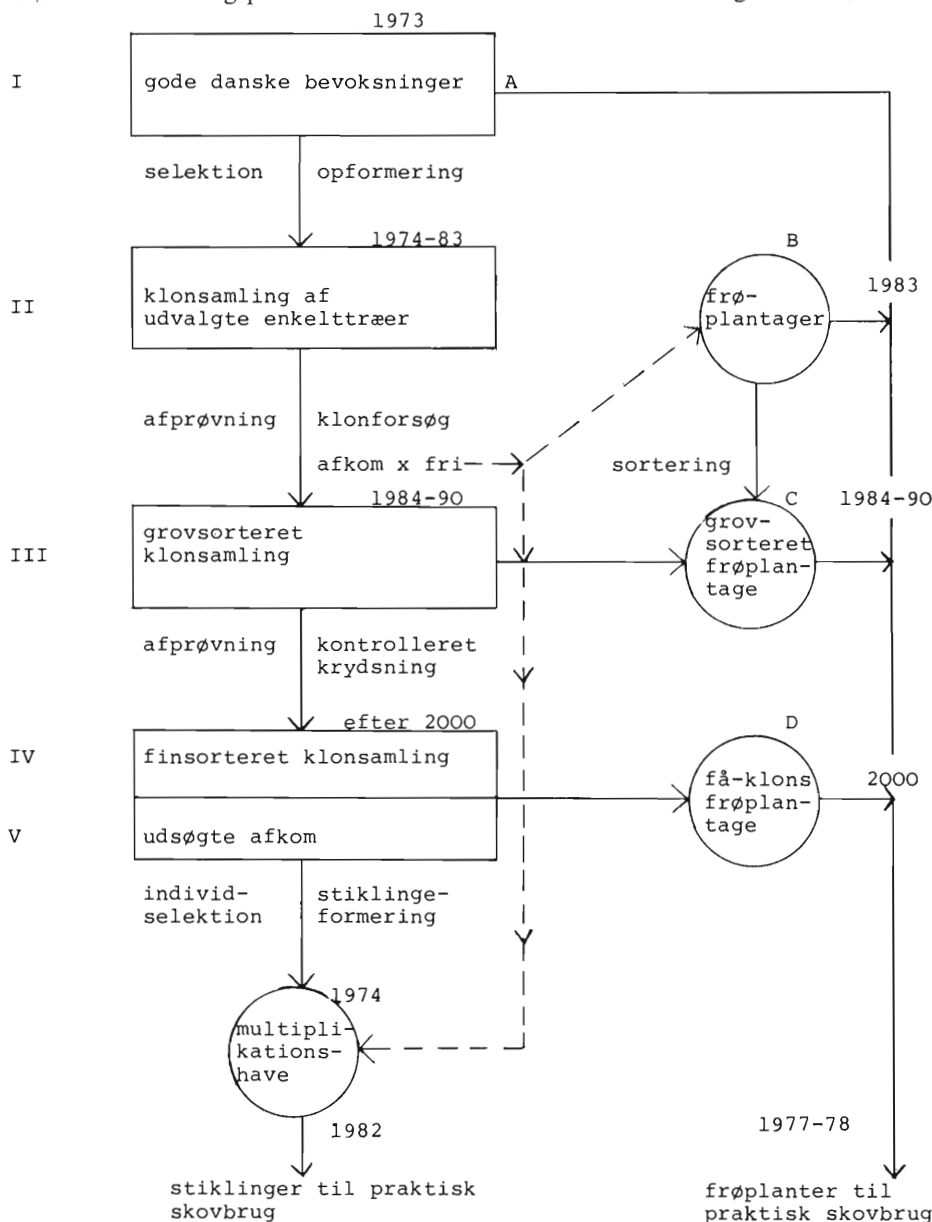 1973
I
gode danske bevoksninger
A
selektion
opformering
1974-83
II
klonsamling af
udvalgte enkelttræer
B
frø-
plantager
1983
afprøvning
klonforsøg
afkom x fri
sortering
1984-90
III
grovsorteret
klonsamling
C
grov-
sorteret
frøplan-
tage
1984-90
afprøvning
kontrolleret
krydsning
efter 2000
IV
finsorteret klonsamling
V
udsøgte afkom
D
få-klons
frøplan-
tage
2000
individ-
selektion
stiklinge-
formering
1974
multipli-
kations-
have
1982
stiklinger til praktisk
skovbrug
1977-78
frøplanter til
praktisk skovbrug